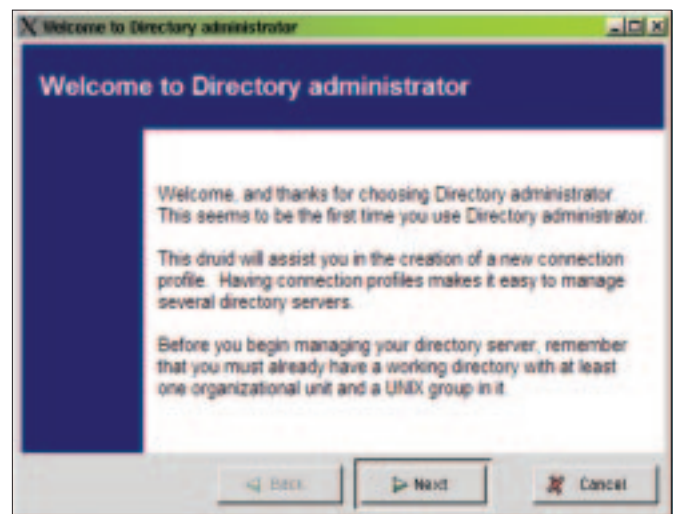 Welcome to Directory administrator
Welcome to Directory administrator
Welcome, and thanks for choosing Directory administrator.
This seems to be the first time you use Directory administrator.
This druid will assist you in the creation of a new connection
profile. Having connection profiles makes it easy to manage
several directory servers.
Before you begin managing your directory server, remember
that you must already have a working directory with at least
one organizational unit and a UNIX group in it.
Back Next Cancel